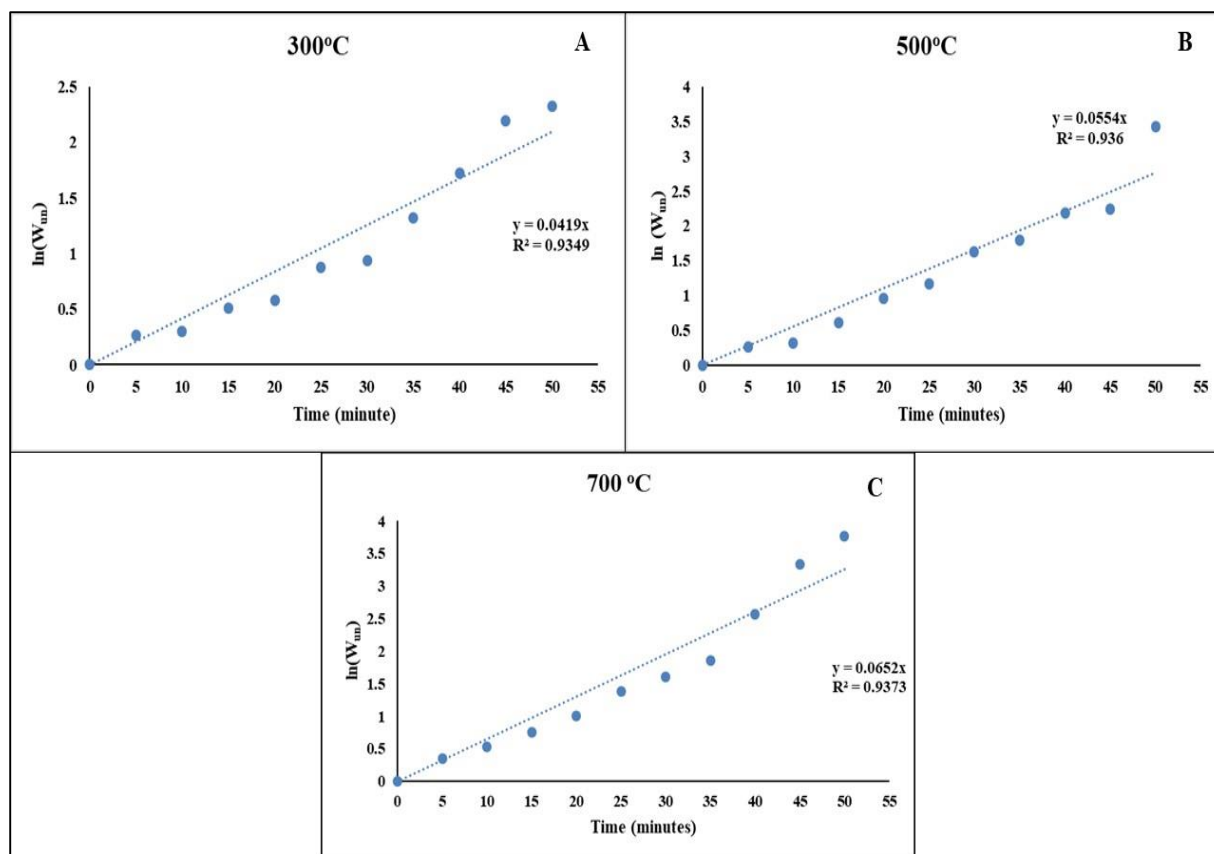 300°C
A
2.5
2
1.5
1
0.5
0
ln(Wun)
y = 0.0419x
R² = 0.9349
0 5 10 15 20 25 30 35 40 45 50 55
Time (minute)
500°C
B
4
3.5
3
2.5
2
1.5
1
0.5
0
ln (Wun)
y = 0.0554x
R² = 0.936
0 5 10 15 20 25 30 35 40 45 50 55
Time (minutes)
700 °C
C
4
3.5
3
2.5
2
1.5
1
0.5
0
ln(Wun)
y = 0.0652x
R² = 0.9373
0 5 10 15 20 25 30 35 40 45 50 55
Time (minutes)